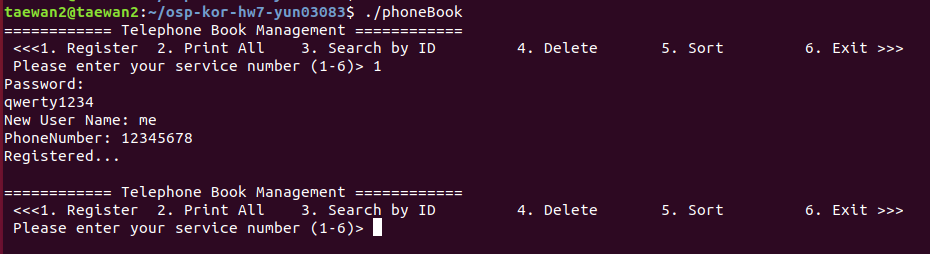 taewan2@taewan2:~/osp-kor-hw7-yun03083$ ./phoneBook
============ Telephone Book Management ============
 <<<1. Register  2. Print All    3. Search by ID         4. Delete       5. Sort         6. Exit >>>
 Please enter your service number (1-6)> 1
Password:
qwerty1234
New User Name: me
PhoneNumber: 12345678
Registered...

============ Telephone Book Management ============
 <<<1. Register  2. Print All    3. Search by ID         4. Delete       5. Sort         6. Exit >>>
 Please enter your service number (1-6)>